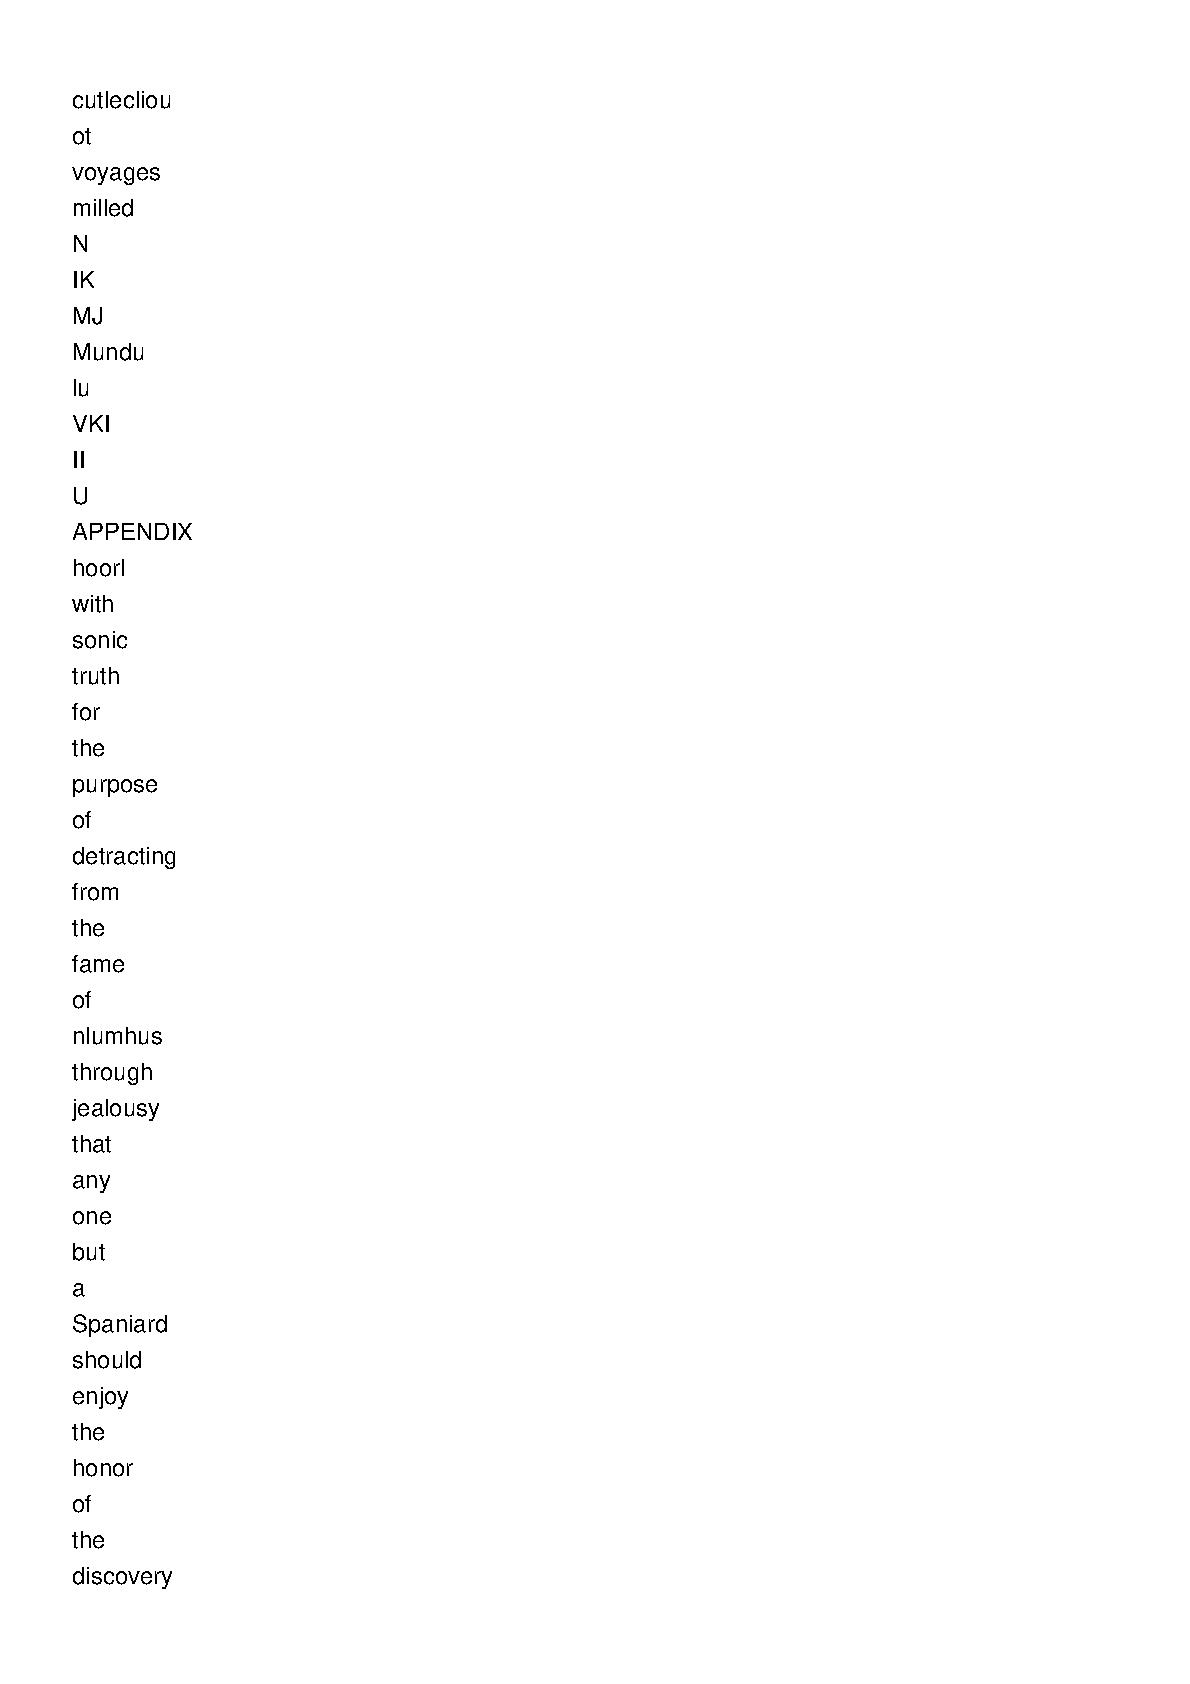 cutlecliou
ot
voyages
milled
N
IK
MJ
Mundu
lu
VKI
II
U
APPENDIX
hoorl
with
sonic
truth
for
the
purpose
of
detracting
from
the
fame
of
nlumhus
through
jealousy
that
any
one
but
a
Spaniard
should
enjoy
the
honor
of
the
discovery